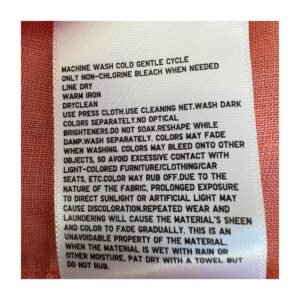 MACHINE WASH COLD GENTLE CYCLE
ONLY NON-CHLORINE BLEACH WHEN NEEDED
LINE DRY
WARM IRON
DRYCLEAN
USE PRESS CLOTH.USE CLEANING NET.WASH DARK
COLORS SEPARATELY.NO OPTICAL
BRIGHTENERS.DO NOT SOAK.RESHAPE WHILE
DAMP.WASH SEPARATELY. COLORS MAY FADE
WHEN WASHING. COLORS MAY BLEED ONTO OTHER
OBJECTS, SO AVOID EXCESSIVE CONTACT WITH
LIGHT-COLORED FURNITURE/CLOTHING/CAR
SEATS, ETC.COLOR MAY RUB OFF.DUE TO THE
NATURE OF THE FABRIC, PROLONGED EXPOSURE
TO DIRECT SUNLIGHT OR ARTIFICIAL LIGHT MAY
CAUSE DISCOLORATION.REPEATED WEAR AND
LAUNDERING WILL CAUSE THE MATERIAL'S SHEEN
AND COLOR TO FADE GRADUALLY. THIS IS AN
UNAVOIDABLE PROPERTY OF THE MATERIAL.
WHEN THE MATERIAL IS WET WITH RAIN OR
OTHER MOISTURE, PAT DRY WITH A TOWEL BUT
DO NOT RUB.